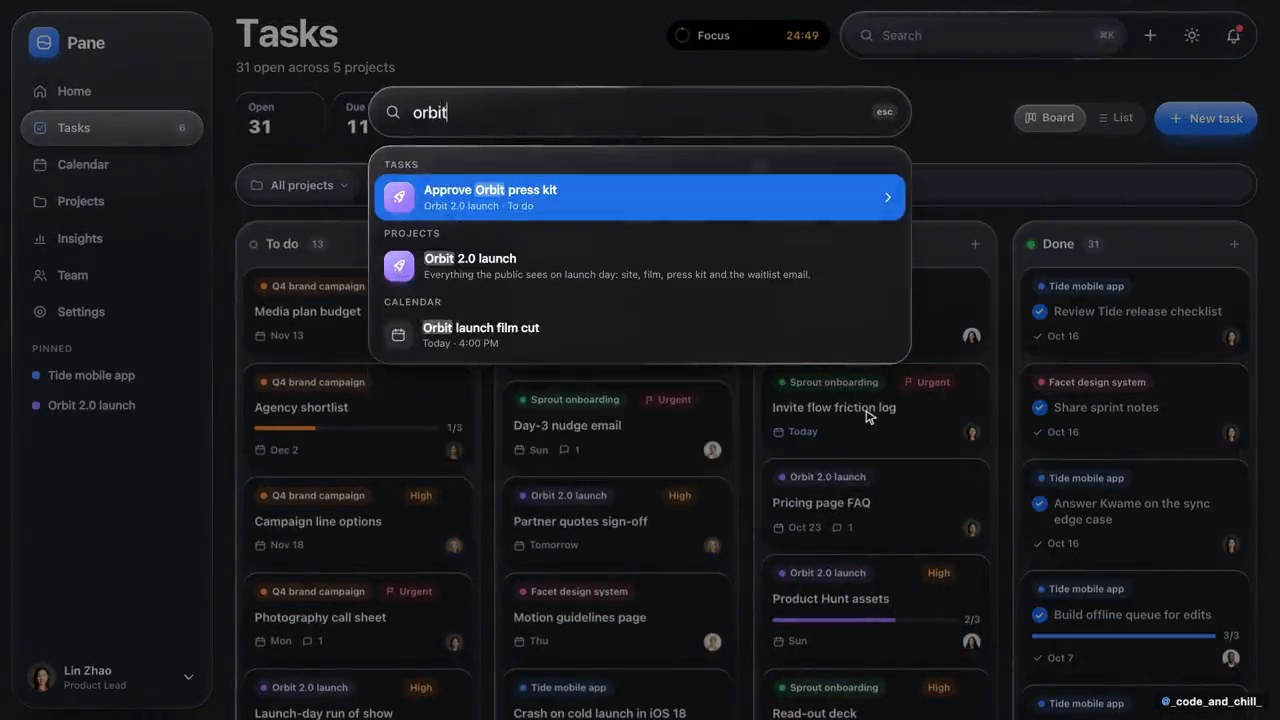 Pane
Home
Tasks 6
Calendar
Projects
Insights
Team
Settings
PINNED
Tide mobile app
Orbit 2.0 launch
Lin Zhao
Product Lead
Tasks
31 open across 5 projects
Focus 24:49
Search ⌘K
Open
31
Due
11
Board
List
+ New task
All projects
orbit esc
TASKS
Approve Orbit press kit
Orbit 2.0 launch · To do
PROJECTS
Orbit 2.0 launch
Everything the public sees on launch day: site, film, press kit and the waitlist email.
CALENDAR
Orbit launch film cut
Today · 4:00 PM
To do 13
Q4 brand campaign
Media plan budget
Nov 13
Q4 brand campaign
Agency shortlist
1/3
Dec 2
Q4 brand campaign High
Campaign line options
Nov 18
Q4 brand campaign Urgent
Photography call sheet
Mon 1
Orbit 2.0 launch High
Launch-day run of show
Sprout onboarding Urgent
Day-3 nudge email
Sun 1
Orbit 2.0 launch High
Partner quotes sign-off
Tomorrow
Facet design system
Motion guidelines page
Thu
Tide mobile app
Crash on cold launch in iOS 18
Sprout onboarding Urgent
Invite flow friction log
Today
Orbit 2.0 launch
Pricing page FAQ
Oct 23 1
Orbit 2.0 launch High
Product Hunt assets
2/3
Sun
Sprout onboarding High
Read-out deck
Done 31
Tide mobile app
Review Tide release checklist
Oct 16
Facet design system
Share sprint notes
Oct 16
Tide mobile app
Answer Kwame on the sync
edge case
Oct 16
Tide mobile app
Build offline queue for edits
3/3
Oct 7
Tide mobile app
@_code_and_chill_